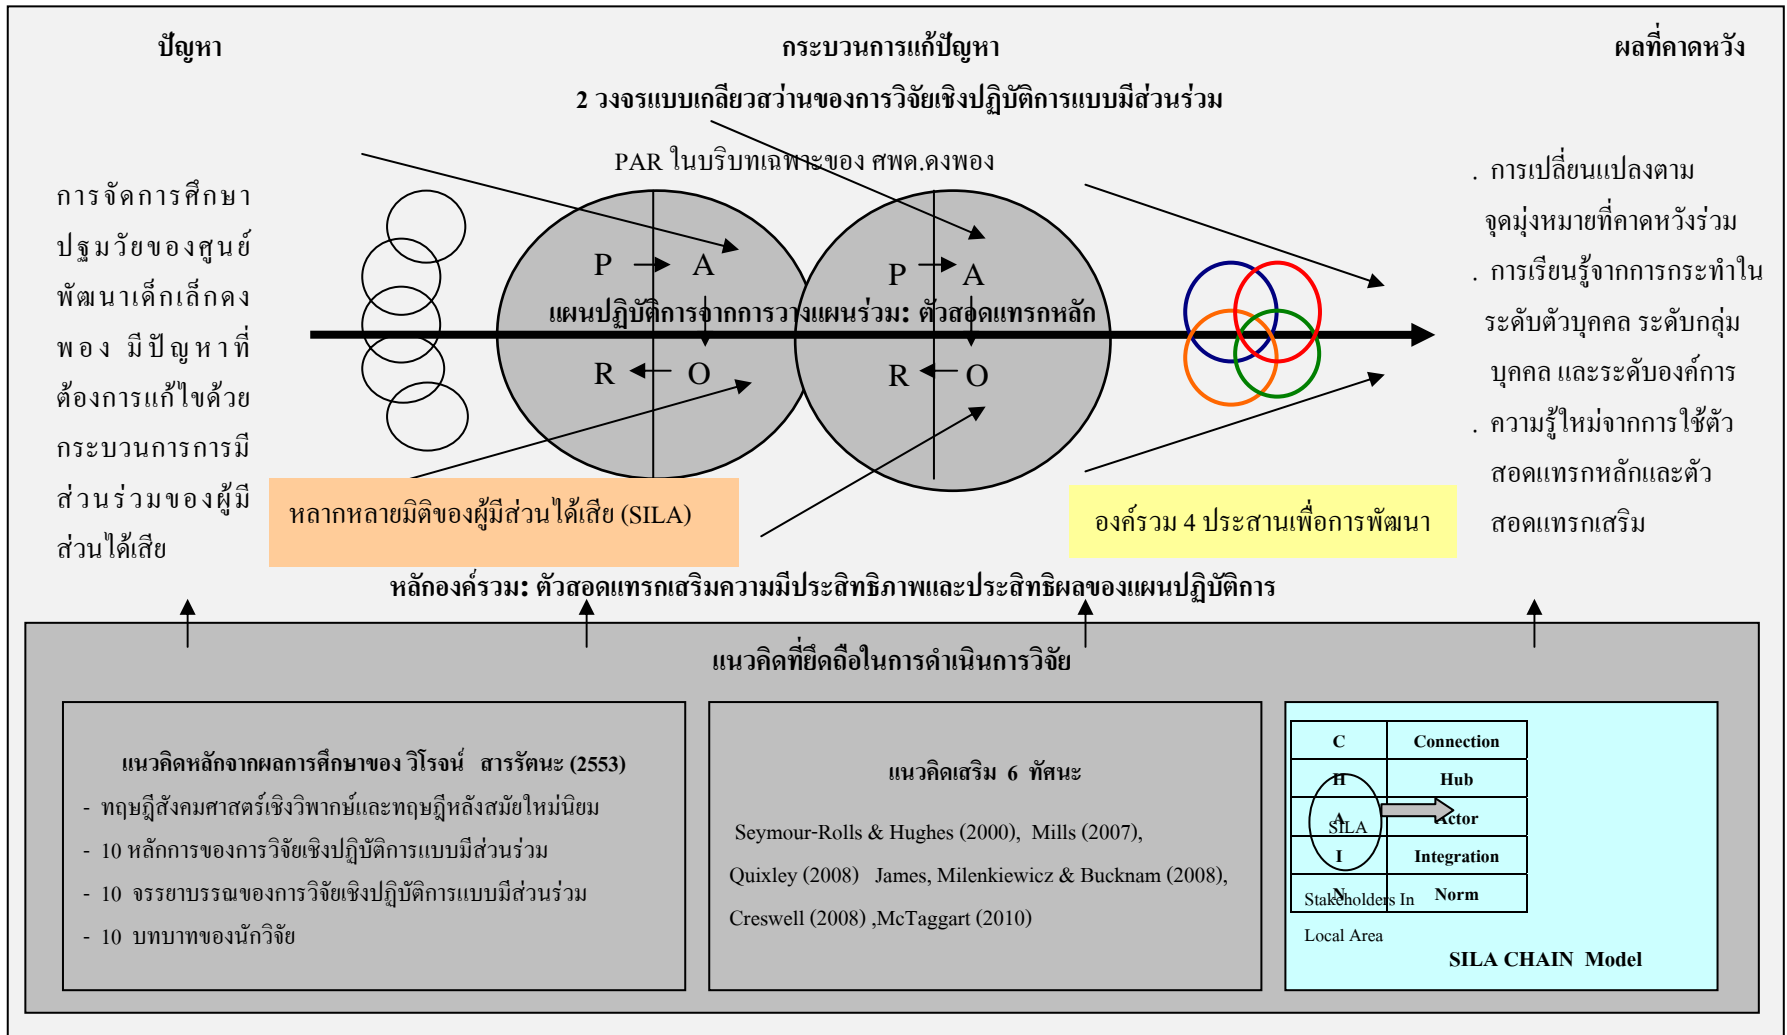 ปัญหา
กระบวนการแก้ปัญหา
ผลที่คาดหวัง
2 วงจรแบบเกลียวสว่านของการวิจัยเชิงปฏิบัติการแบบมีส่วนร่วม
PAR ในบริบทเฉพาะของ ศพด.ดงพอง
การจัดการศึกษา
ปฐมวัยของศูนย์
พัฒนาเด็กเล็กดง
พอง มีปัญหาที่
ต้องการแก้ไขด้วย
กระบวนการการมี
ส่วนร่วมของผู้มี
ส่วนได้เสีย
P A
R O
P A
R O
แผนปฏิบัติการจากการวางแผนร่วม: ตัวสอดแทรกหลัก
. การเปลี่ยนแปลงตาม
จุดมุ่งหมายที่คาดหวังร่วม
. การเรียนรู้จากการกระทำใน
ระดับตัวบุคคล ระดับกลุ่ม
บุคคล และระดับองค์การ
. ความรู้ใหม่จากการใช้ตัว
สอดแทรกหลักและตัว
สอดแทรกเสริม
หลากหลายมิติของผู้มีส่วนได้เสีย (SILA)
องค์รวม 4 ประสานเพื่อการพัฒนา
หลักองค์รวม: ตัวสอดแทรกเสริมความมีประสิทธิภาพและประสิทธิผลของแผนปฏิบัติการ
แนวคิดที่ยึดถือในการดำเนินการวิจัย
แนวคิดหลักจากผลการศึกษาของ วิโรจน์ สารรัตนะ (2553)
- ทฤษฎีสังคมศาสตร์เชิงวิพากษ์และทฤษฎีหลังสมัยใหม่นิยม
- 10 หลักการของการวิจัยเชิงปฏิบัติการแบบมีส่วนร่วม
- 10 จรรยาบรรณของการวิจัยเชิงปฏิบัติการแบบมีส่วนร่วม
- 10 บทบาทของนักวิจัย
แนวคิดเสริม 6 ทัศนะ
Seymour-Rolls & Hughes (2000), Mills (2007),
Quixley (2008) James, Milenkiewicz & Bucknam (2008),
Creswell (2008) ,McTaggart (2010)
C Connection
H Hub
A Actor
SILA
I Integration
N Norm
Stakeholders In
Local Area
SILA CHAIN Model